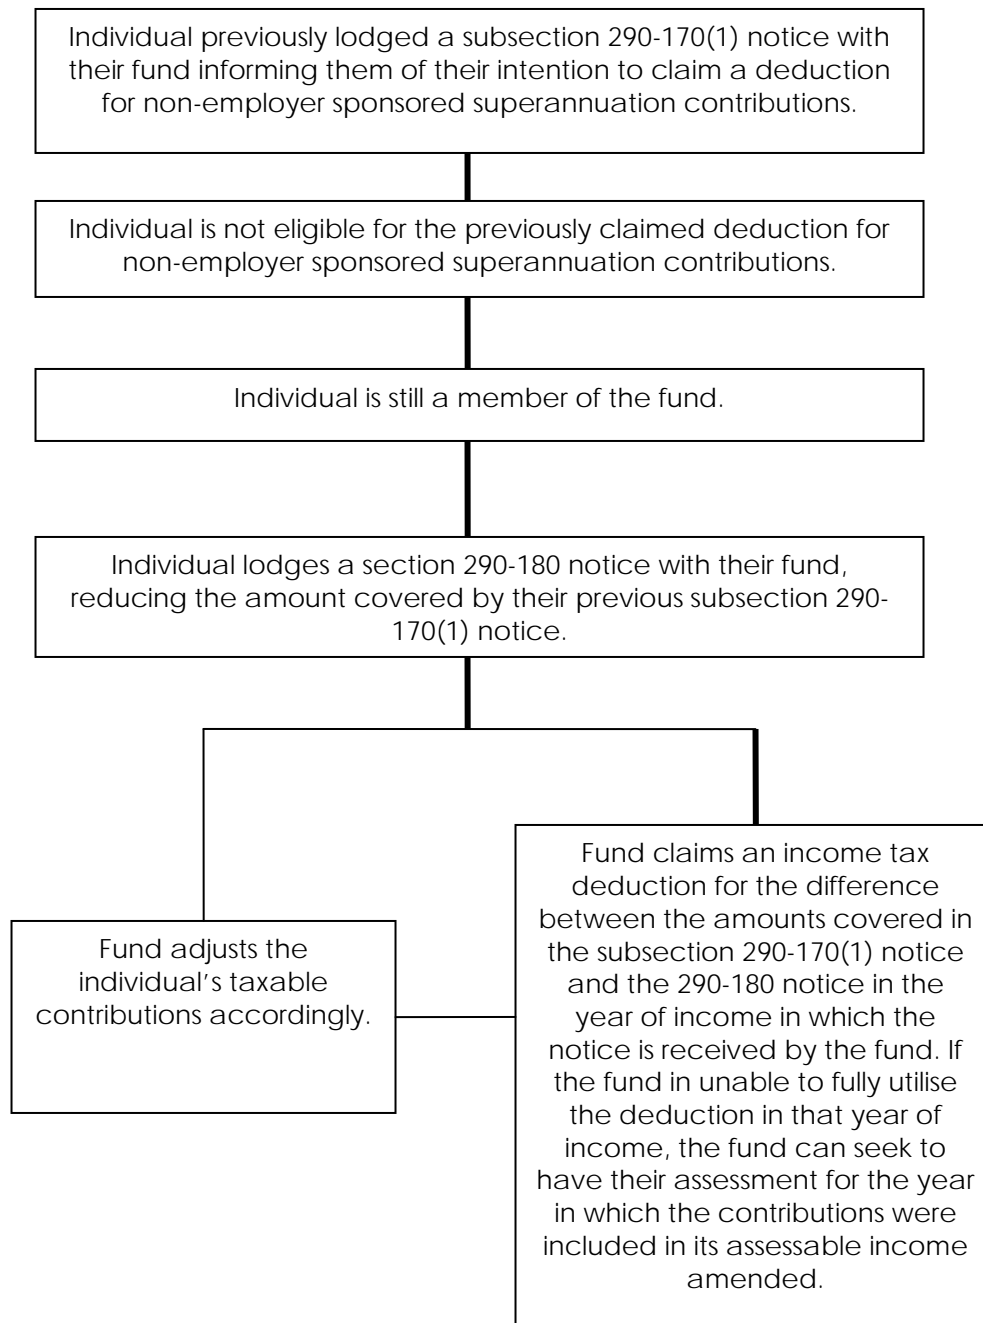 Individual previously lodged a subsection 290-170(1) notice with
their fund informing them of their intention to claim a deduction
for non-employer sponsored superannuation contributions.
Individual is not eligible for the previously claimed deduction for
non-employer sponsored superannuation contributions.
Individual is still a member of the fund.
Individual lodges a section 290-180 notice with their fund,
reducing the amount covered by their previous subsection 290-
170(1) notice.
Fund adjusts the
individual's taxable
contributions accordingly.
Fund claims an income tax
deduction for the difference
between the amounts covered in
the subsection 290-170(1) notice
and the 290-180 notice in the
year of income in which the
notice is received by the fund. If
the fund in unable to fully utilise
the deduction in that year of
income, the fund can seek to
have their assessment for the year
in which the contributions were
included in its assessable income
amended.